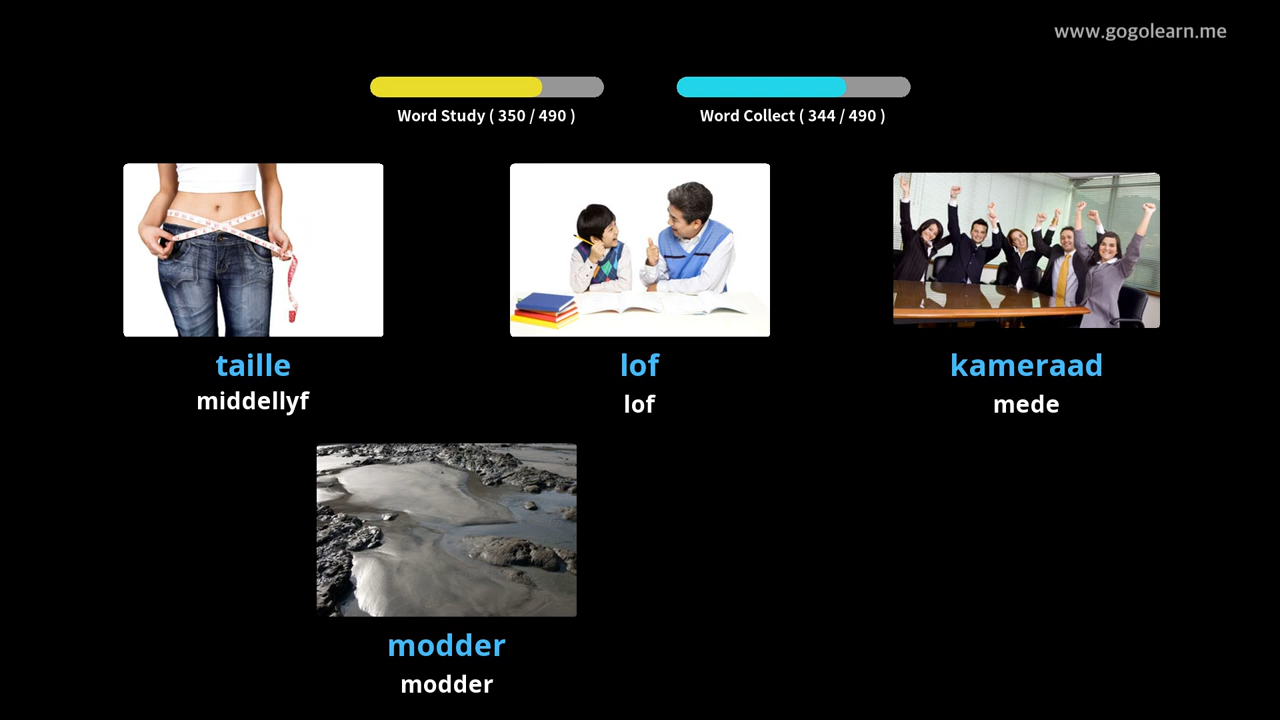 www.gogolearn.me
Word Study ( 350 / 490 )
Word Collect ( 344 / 490 )
taille
middellyf
lof
lof
kameraad
mede
modder
modder